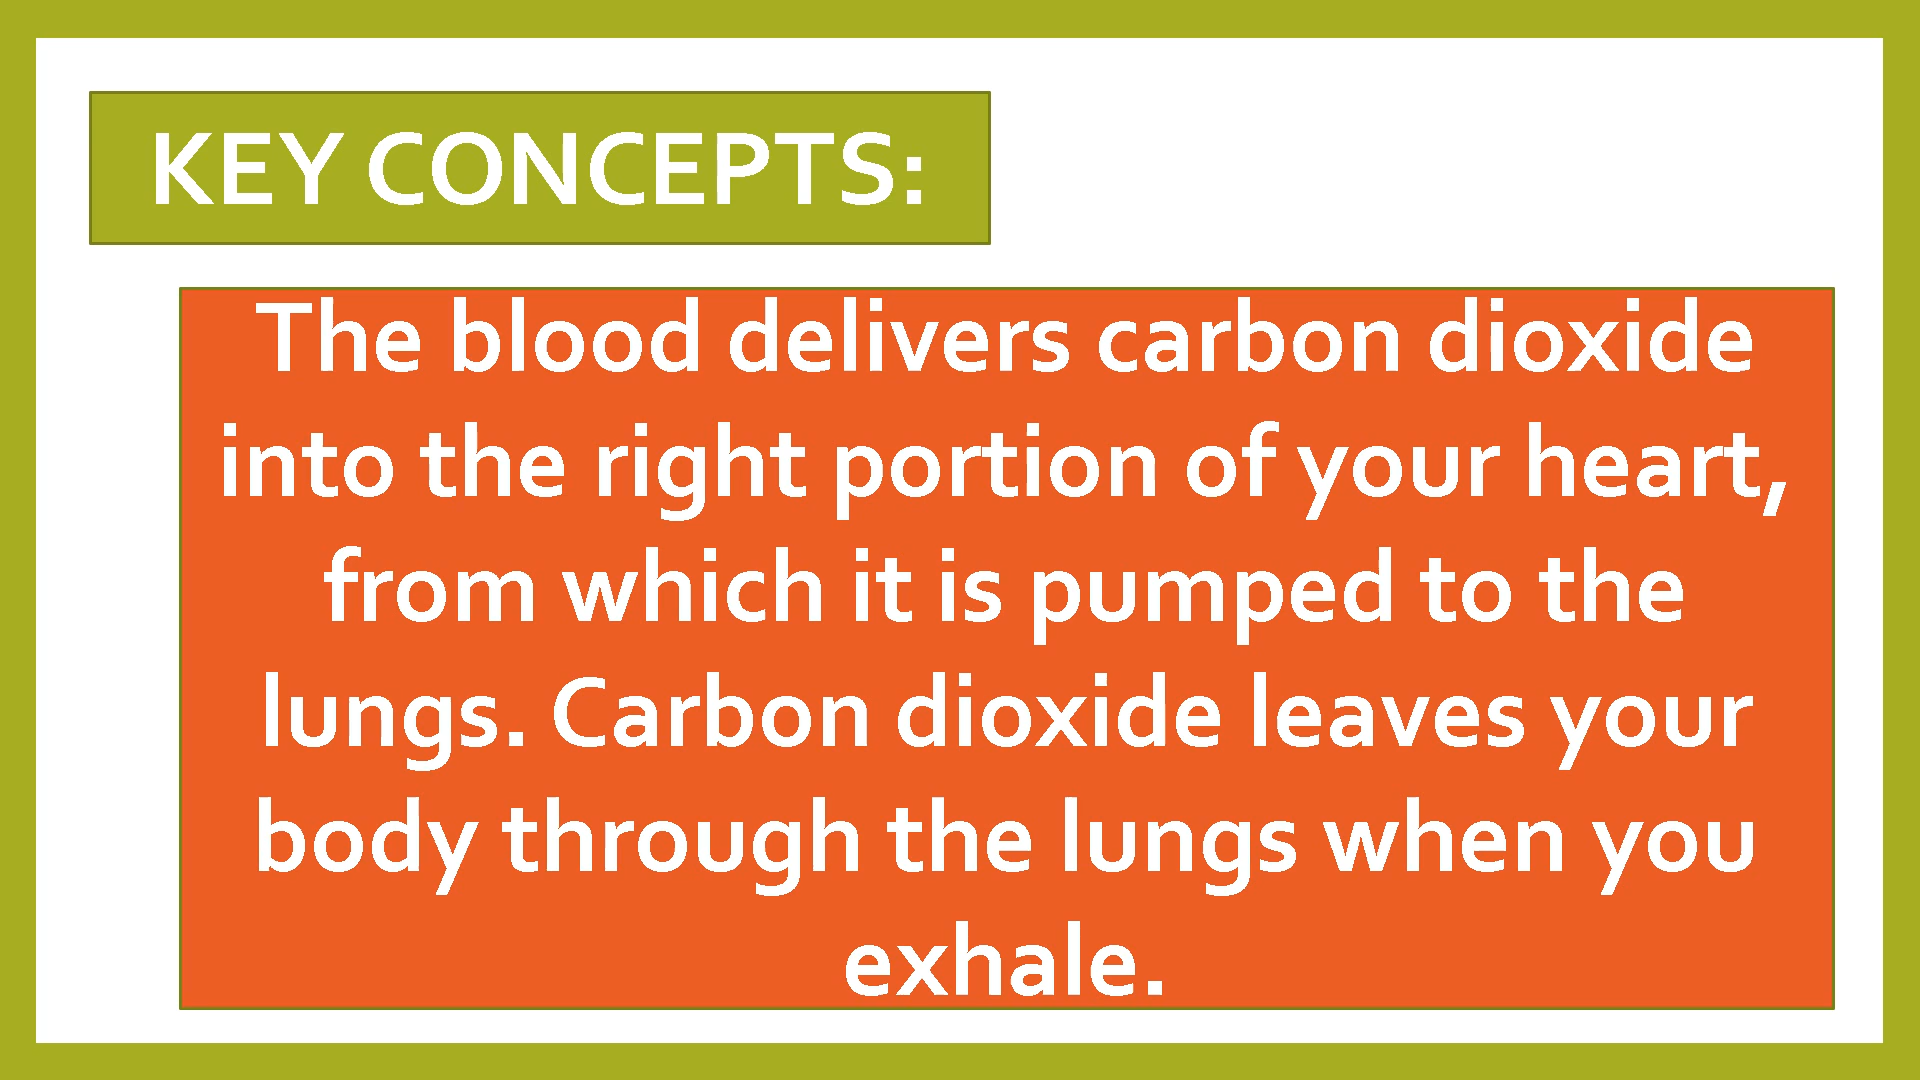 KEY CONCEPTS:
The blood delivers carbon dioxide
into the right portion of your heart,
from which it is pumped to the
lungs. Carbon dioxide leaves your
body through the lungs when you
exhale.